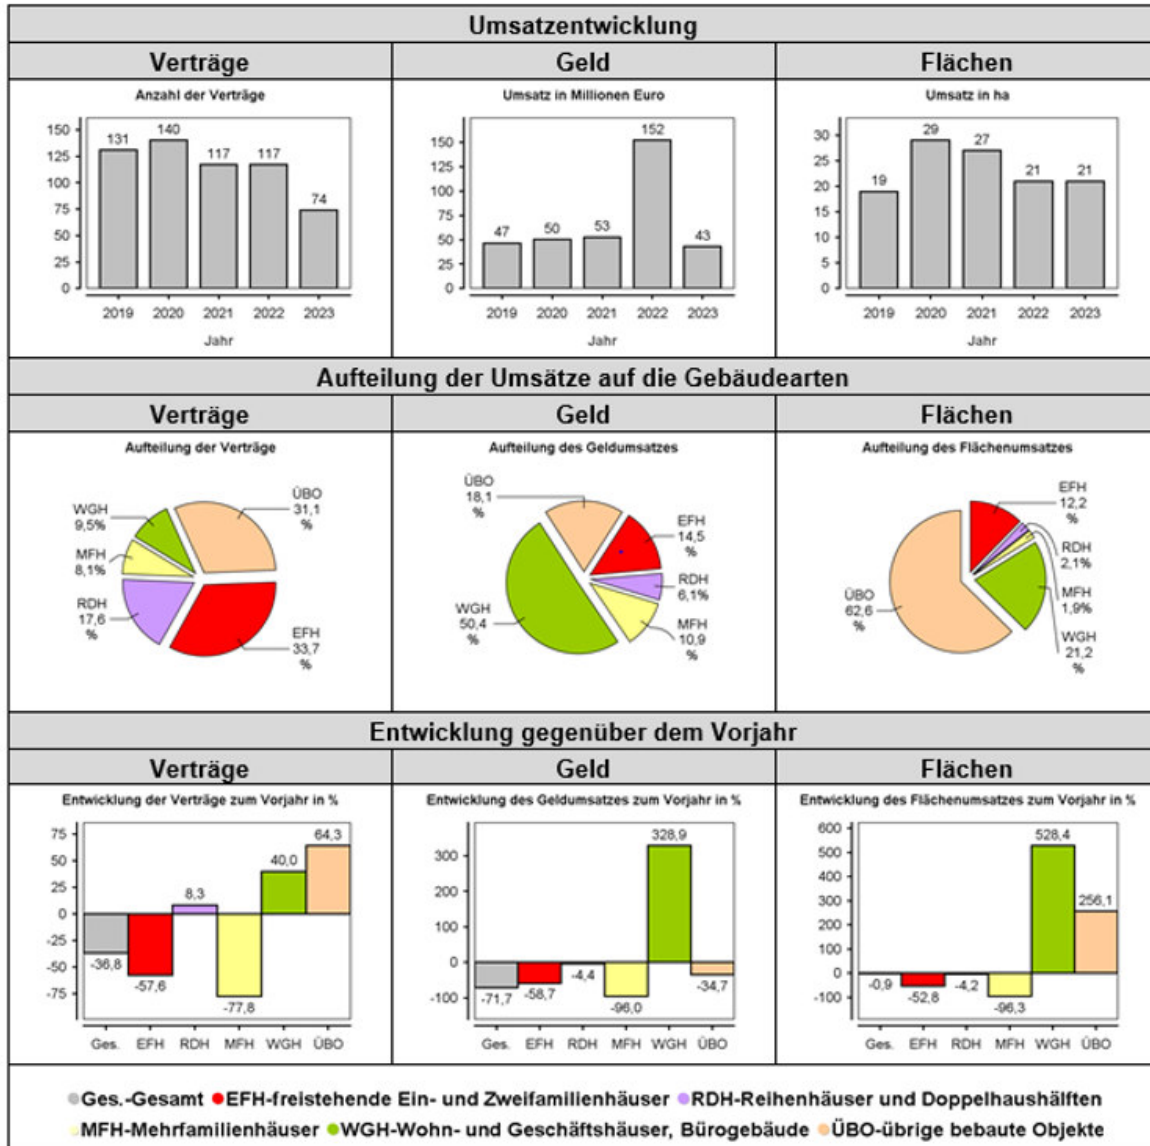 Umsatzentwicklung
Verträge
Geld
Flächen
Anzahl der Verträge
150
125
100
75
50
25
0
131
140
117
117
74
2019 2020 2021 2022 2023
Jahr
Umsatz in Millionen Euro
150
125
100
75
50
25
0
47
50
53
152
43
2019 2020 2021 2022 2023
Jahr
Umsatz in ha
30
25
20
15
10
5
0
19
29
27
21
21
2019 2020 2021 2022 2023
Jahr
Aufteilung der Umsätze auf die Gebäudearten
Verträge
Geld
Flächen
Aufteilung der Verträge
ÜBO
31,1
%
WGH
9,5%
MFH
8,1%
RDH
17,6
%
EFH
33,7
%
Aufteilung des Geldumsatzes
ÜBO
18,1
%
EFH
14,5
%
RDH
6,1%
MFH
10,9
%
WGH
50,4
%
Aufteilung des Flächenumsatzes
EFH
12,2
%
RDH
2,1%
MFH
1,9%
WGH
21,2
%
ÜBO
62,6
%
Entwicklung gegenüber dem Vorjahr
Verträge
Geld
Flächen
Entwicklung der Verträge zum Vorjahr in %
75
50
25
0
-25
-50
-75
-36,8
-57,6
8,3
-77,8
40,0
64,3
Ges. EFH RDH MFH WGH ÜBO
Entwicklung des Geldumsatzes zum Vorjahr in %
300
200
100
0
-100
-71,7
-58,7
-4,4
-96,0
328,9
-34,7
Ges. EFH RDH MFH WGH ÜBO
Entwicklung des Flächenumsatzes zum Vorjahr in %
600
500
400
300
200
100
0
-100
-0,9
-52,8
-4,2
-96,3
528,4
256,1
Ges. EFH RDH MFH WGH ÜBO
Ges.-Gesamt EFH-freistehende Ein- und Zweifamilienhäuser RDH-Reihenhäuser und Doppelhaushälften
MFH-Mehrfamilienhäuser WGH-Wohn- und Geschäftshäuser, Bürogebäude ÜBO-übrige bebaute Objekte